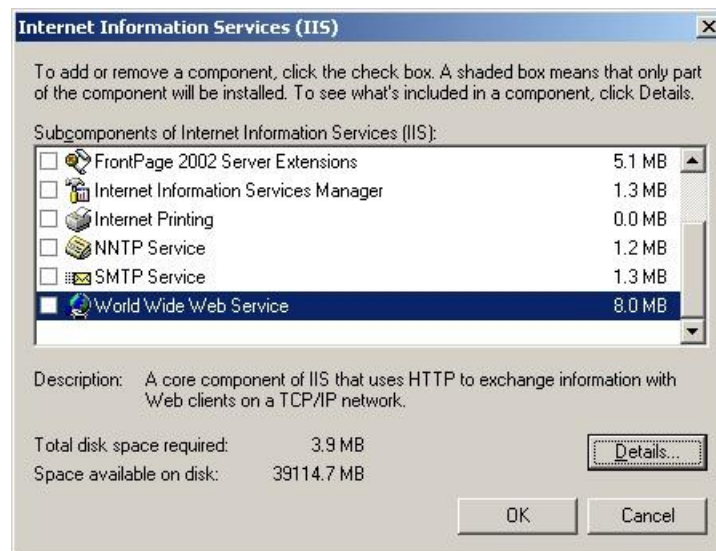 Internet Information Services (IIS)
To add or remove a component, click the check box. A shaded box means that only part
of the component will be installed. To see what's included in a component, click Details.
Subcomponents of Internet Information Services (IIS):
FrontPage 2002 Server Extensions 5.1 MB
Internet Information Services Manager 1.3 MB
Internet Printing 0.0 MB
NNTP Service 1.2 MB
SMTP Service 1.3 MB
World Wide Web Service 8.0 MB
Description: A core component of IIS that uses HTTP to exchange information with
Web clients on a TCP/IP network.
Total disk space required: 3.9 MB
Space available on disk: 39114.7 MB
Details...
OK Cancel